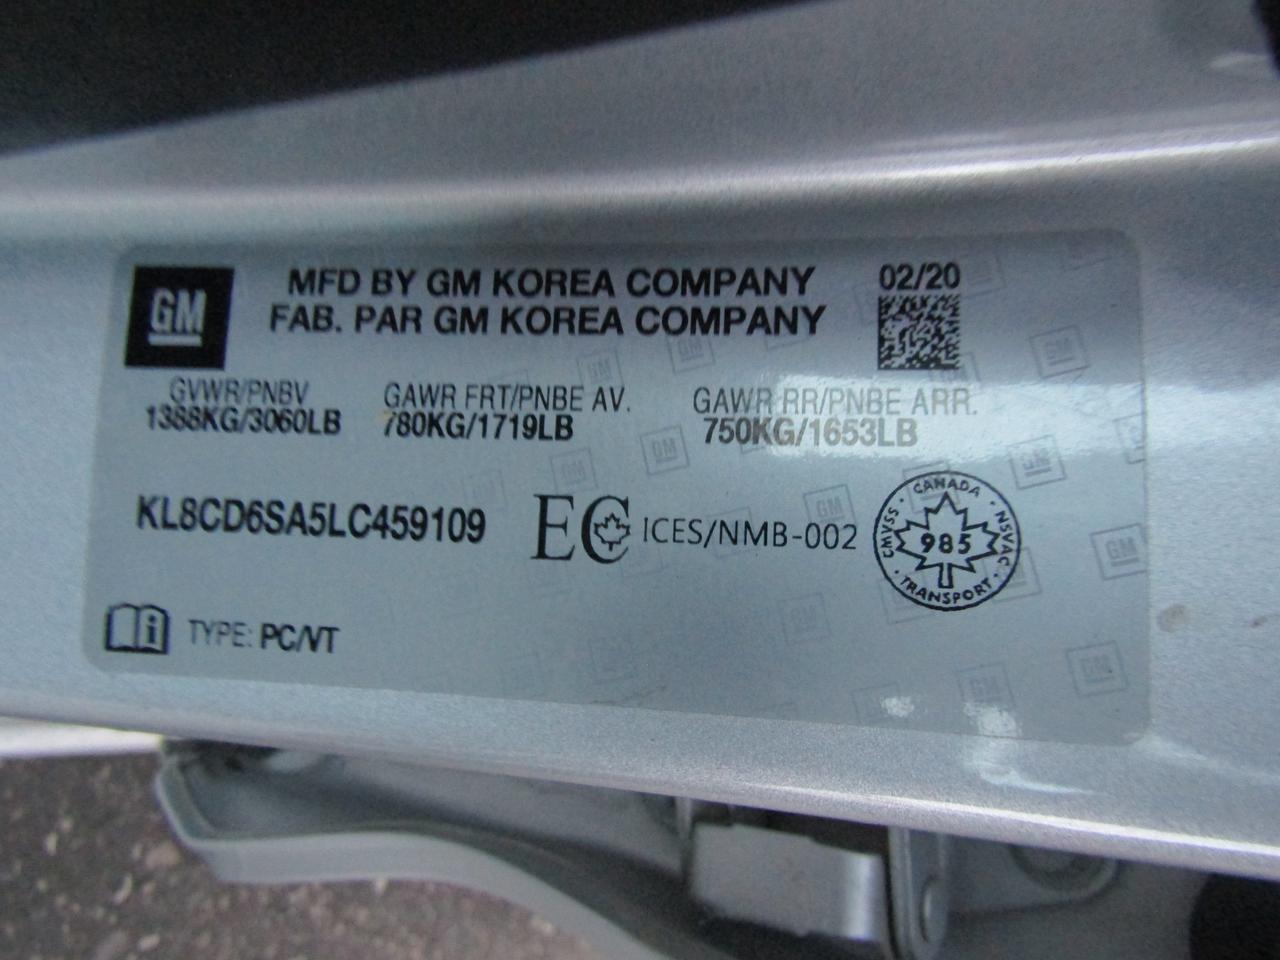 GM
MFD BY GM KOREA COMPANY
FAB. PAR GM KOREA COMPANY
02/20
GVWR/PNBV
1388KG/3060LB
GAWR FRT/PNBE AV.
780KG/1719LB
GAWR RR/PNBE ARR.
750KG/1653LB
KL8CD6SA5LC459109
EC ICES/NMB-002
CANADA
CMVSS · NSVAC
985
TRANSPORT
i TYPE: PC/VT